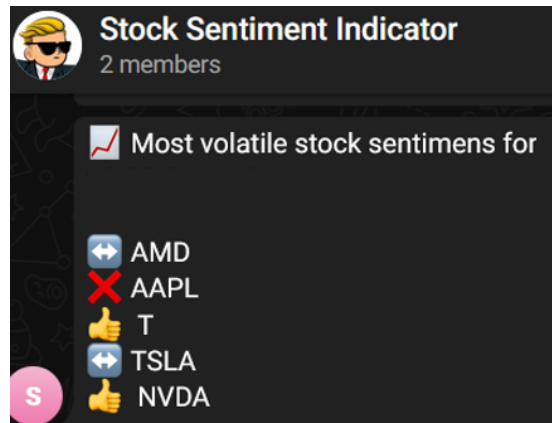 Stock Sentiment Indicator
2 members
📈 Most volatile stock sentimens for
↔️ AMD
❌ AAPL
👍 T
↔️ TSLA
👍 NVDA
S